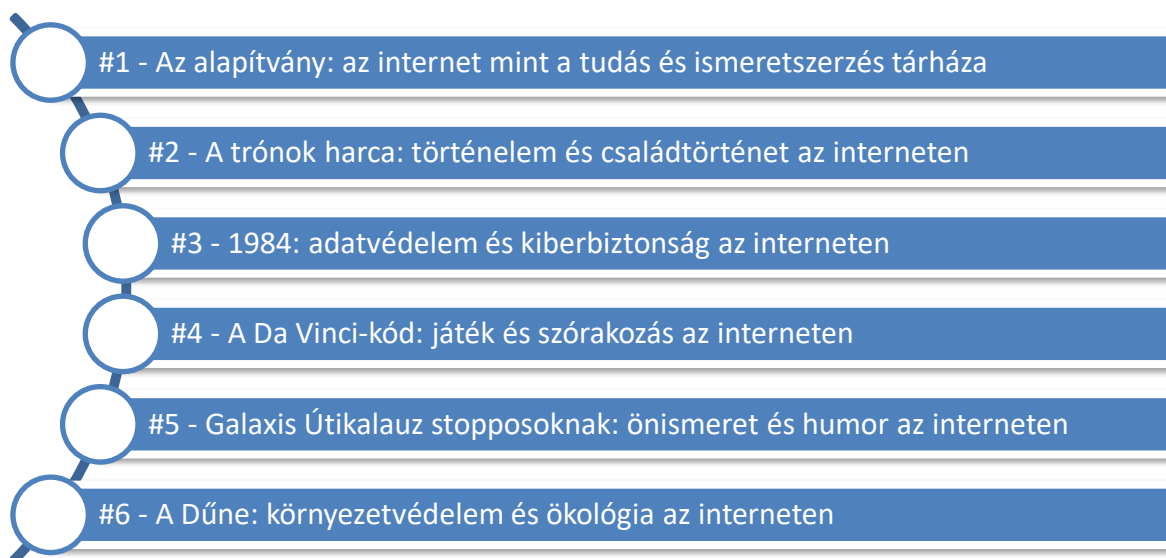 #1 - Az alapítvány: az internet mint a tudás és ismeretszerzés tárháza
#2 - A trónok harca: történelem és családtörténet az interneten
#3 - 1984: adatvédelem és kiberbiztonság az interneten
#4 - A Da Vinci-kód: játék és szórakozás az interneten
#5 - Galaxis Útikalauz stopposoknak: önismeret és humor az interneten
#6 - A Dűne: környezetvédelem és ökológia az interneten